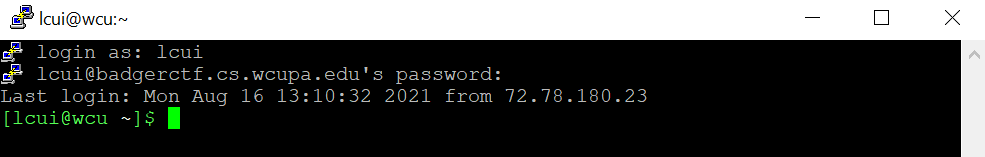 lcui@wcu:~
login as: lcui
lcui@badgerctf.cs.wcupa.edu's password:
Last login: Mon Aug 16 13:10:32 2021 from 72.78.180.23
[lcui@wcu ~]$